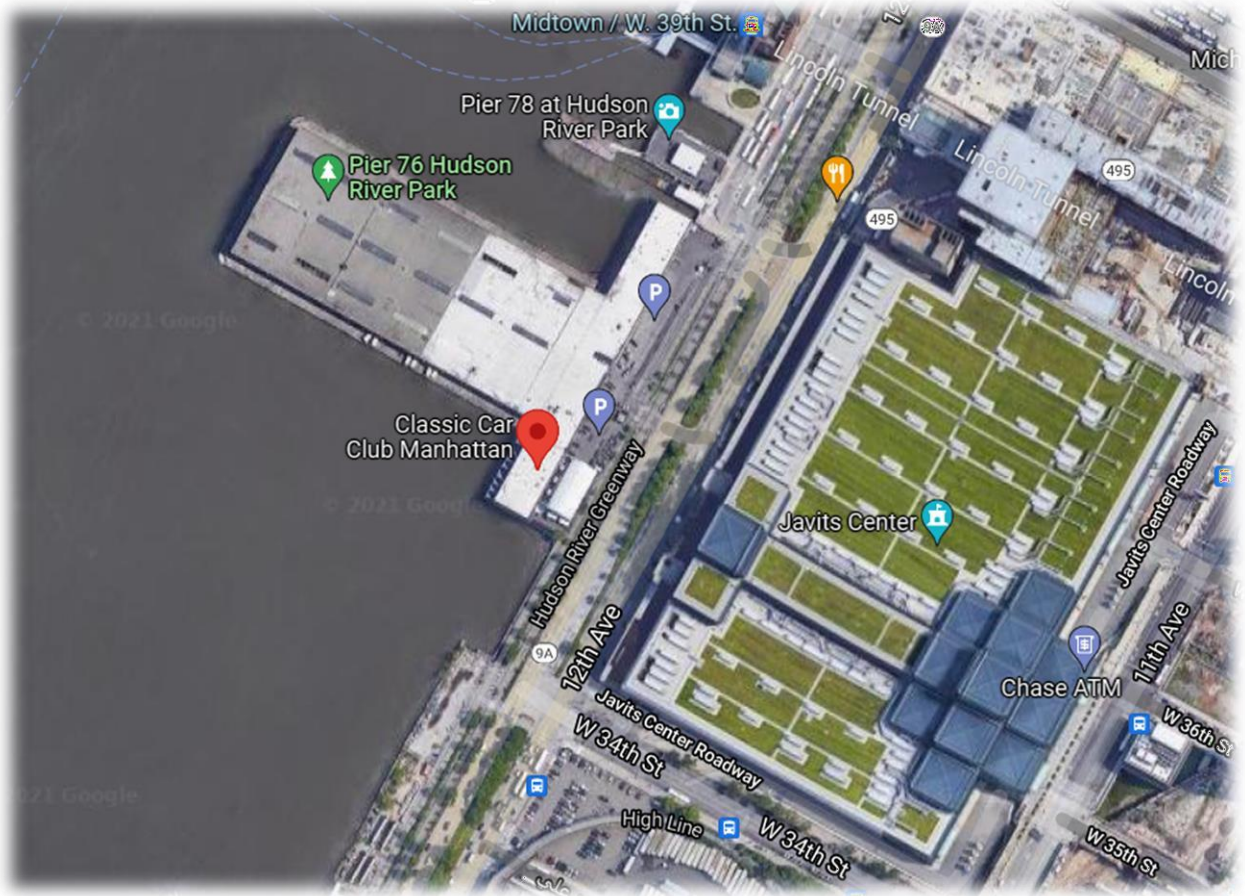 Midtown / W. 39th St.
12
Mich
Lincoln Tunnel
Pier 78 at Hudson
River Park
Lincoln Tunnel
495
Pier 76 Hudson
River Park
495
Lincoln
P
© 2021 Google
P
Classic Car
Club Manhattan
Hudson River Greenway
Javits Center Roadway
© 2021 Google
Javits Center
9A
12th Ave
11th Ave
Chase ATM
Javits Center Roadway
W 36th St
W 34th St
021 Google
High Line
W 34th St
W 35th St